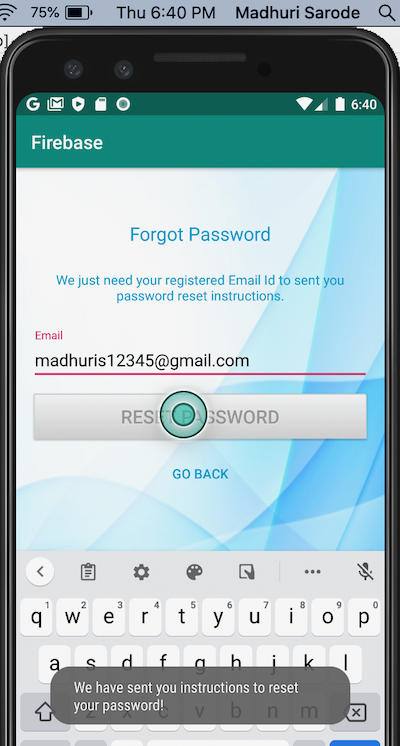 75% Thu 6:40 PM Madhuri Sarode
6:40
Firebase
Forgot Password
We just need your registered Email Id to sent you
password reset instructions.
Email
madhuris12345@gmail.com
RESET PASSWORD
GO BACK
1 2 3 4 5 6 7 8 9 0
q w e r t y u i o p
a s d f g h j k l
We have sent you instructions to reset
your password!
z x c v b n m